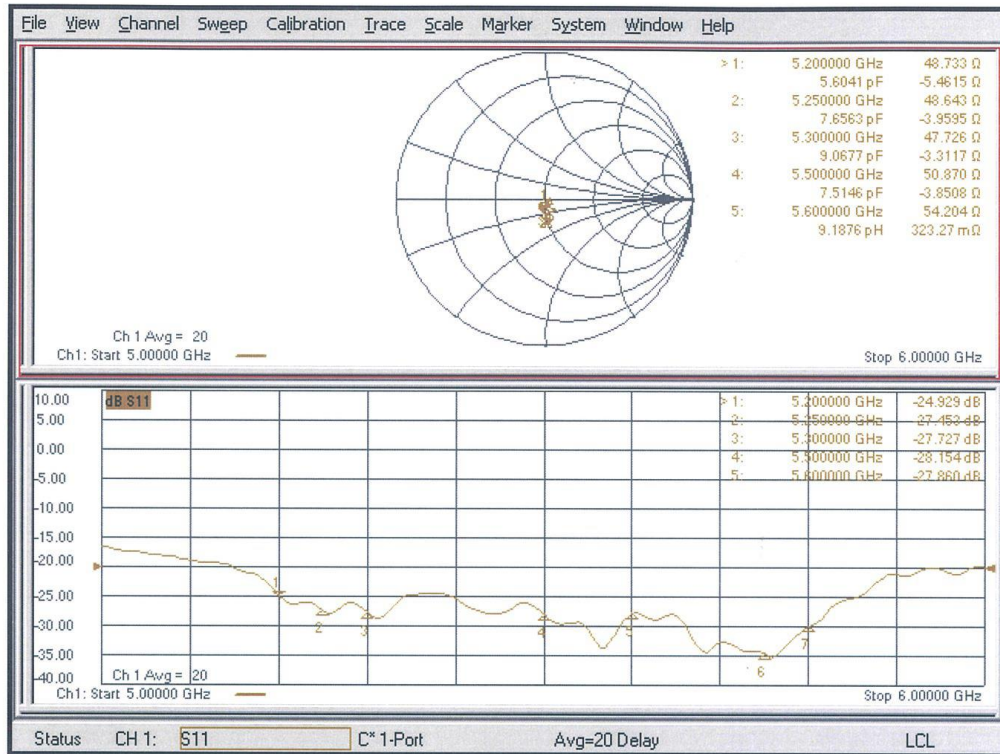 File View Channel Sweep Calibration Trace Scale Marker System Window Help
> 1: 5.200000 GHz 48.733 Ω
5.6041 pF -5.4615 Ω
2: 5.250000 GHz 48.643 Ω
7.6563 pF -3.9595 Ω
3: 5.300000 GHz 47.726 Ω
9.0677 pF -3.3117 Ω
4: 5.500000 GHz 50.870 Ω
7.5146 pF -3.8508 Ω
5: 5.600000 GHz 54.204 Ω
9.1876 pH 323.27 mΩ
Ch 1 Avg = 20
Ch1: Start 5.00000 GHz
Stop 6.00000 GHz
10.00
dB S11
> 1: 5.200000 GHz -24.929 dB
5.00
2: 5.250000 GHz -27.453 dB
0.00
3: 5.300000 GHz -27.727 dB
4: 5.500000 GHz -28.154 dB
-5.00
5: 5.600000 GHz -27.860 dB
-10.00
-15.00
-20.00
-25.00
-30.00
-35.00
-40.00
1
2
3
4
5
6
7
Ch 1 Avg = 20
Ch1: Start 5.00000 GHz
Stop 6.00000 GHz
Status CH 1: S11 C* 1-Port Avg=20 Delay LCL